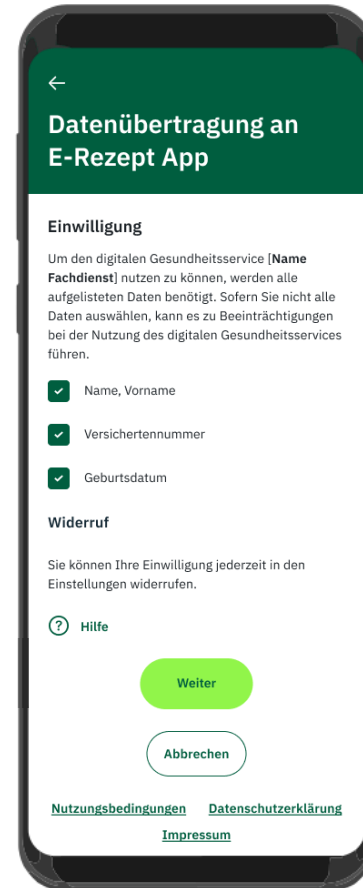 Datenübertragung an
E-Rezept App
Einwilligung
Um den digitalen Gesundheitsservice [Name
Fachdienst] nutzen zu können, werden alle
aufgelisteten Daten benötigt. Sofern Sie nicht alle
Daten auswählen, kann es zu Beeinträchtigungen
bei der Nutzung des digitalen Gesundheitsservices
führen.
Name, Vorname
Versichertennummer
Geburtsdatum
Widerruf
Sie können Ihre Einwilligung jederzeit in den
Einstellungen widerrufen.
? Hilfe
Weiter
Abbrechen
Nutzungsbedingungen Datenschutzerklärung
Impressum